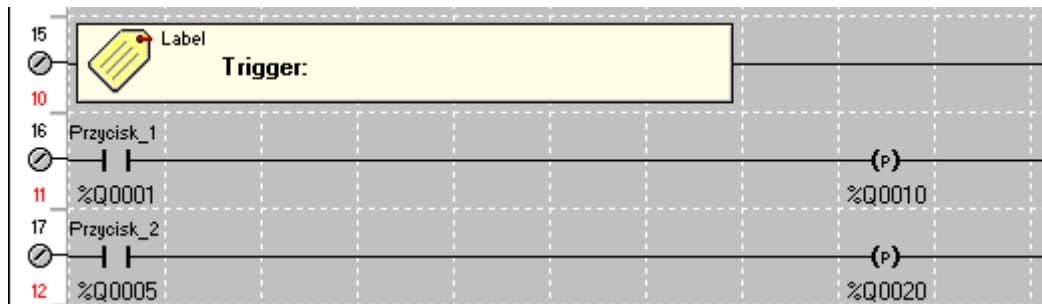 15
Label
Trigger:
10
16 Przycisk_1
(P)
11 %Q0001 %Q0010
17 Przycisk_2
(P)
12 %Q0005 %Q0020